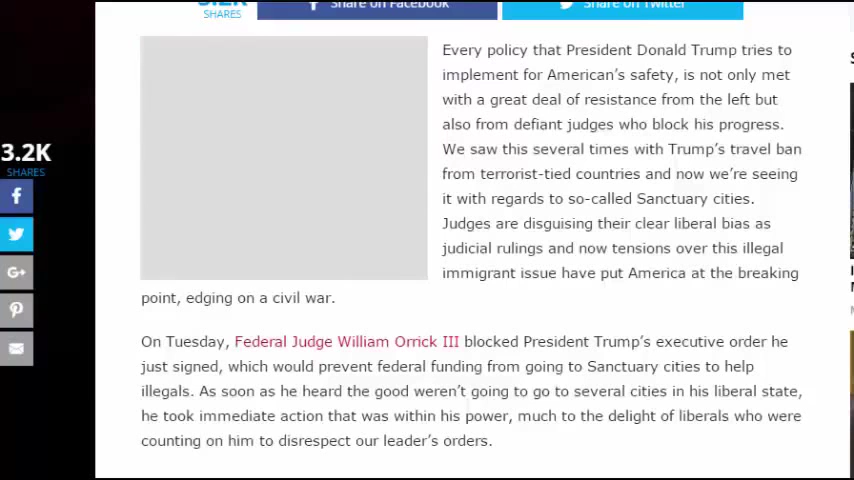 3.2K
SHARES
Share on Facebook
Share on Twitter
3.2K
SHARES
Every policy that President Donald Trump tries to
implement for American's safety, is not only met
with a great deal of resistance from the left but
also from defiant judges who block his progress.
We saw this several times with Trump's travel ban
from terrorist-tied countries and now we're seeing
it with regards to so-called Sanctuary cities.
Judges are disguising their clear liberal bias as
judicial rulings and now tensions over this illegal
immigrant issue have put America at the breaking
point, edging on a civil war.
On Tuesday, Federal Judge William Orrick III blocked President Trump's executive order he
just signed, which would prevent federal funding from going to Sanctuary cities to help
illegals. As soon as he heard the good weren't going to go to several cities in his liberal state,
he took immediate action that was within his power, much to the delight of liberals who were
counting on him to disrespect our leader's orders.